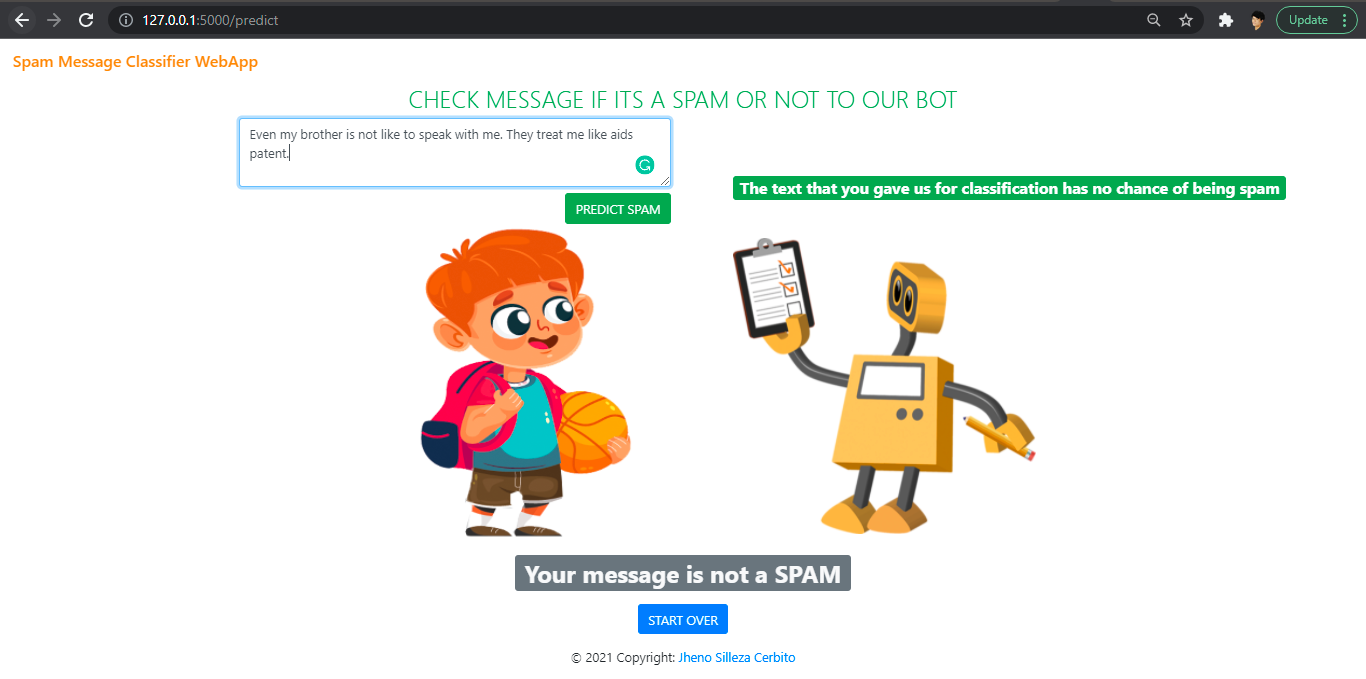 127.0.0.1:5000/predict
Update
Spam Message Classifier WebApp
CHECK MESSAGE IF ITS A SPAM OR NOT TO OUR BOT
Even my brother is not like to speak with me. They treat me like aids
patent.
PREDICT SPAM
The text that you gave us for classification has no chance of being spam
Your message is not a SPAM
START OVER
© 2021 Copyright: Jheno Silleza Cerbito